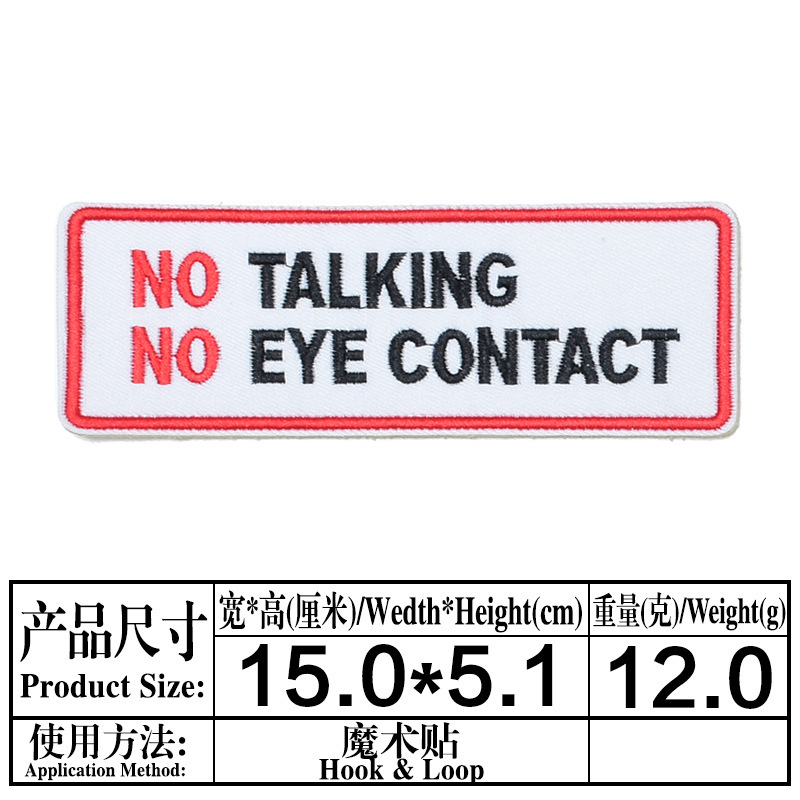 NO TALKING
NO EYE CONTACT
产品尺寸
Product Size:
宽*高(厘米)/Wedth*Height(cm)
重量(克)/Weight(g)
15.0*5.1
12.0
使用方法:
Application Method:
魔术贴
Hook & Loop